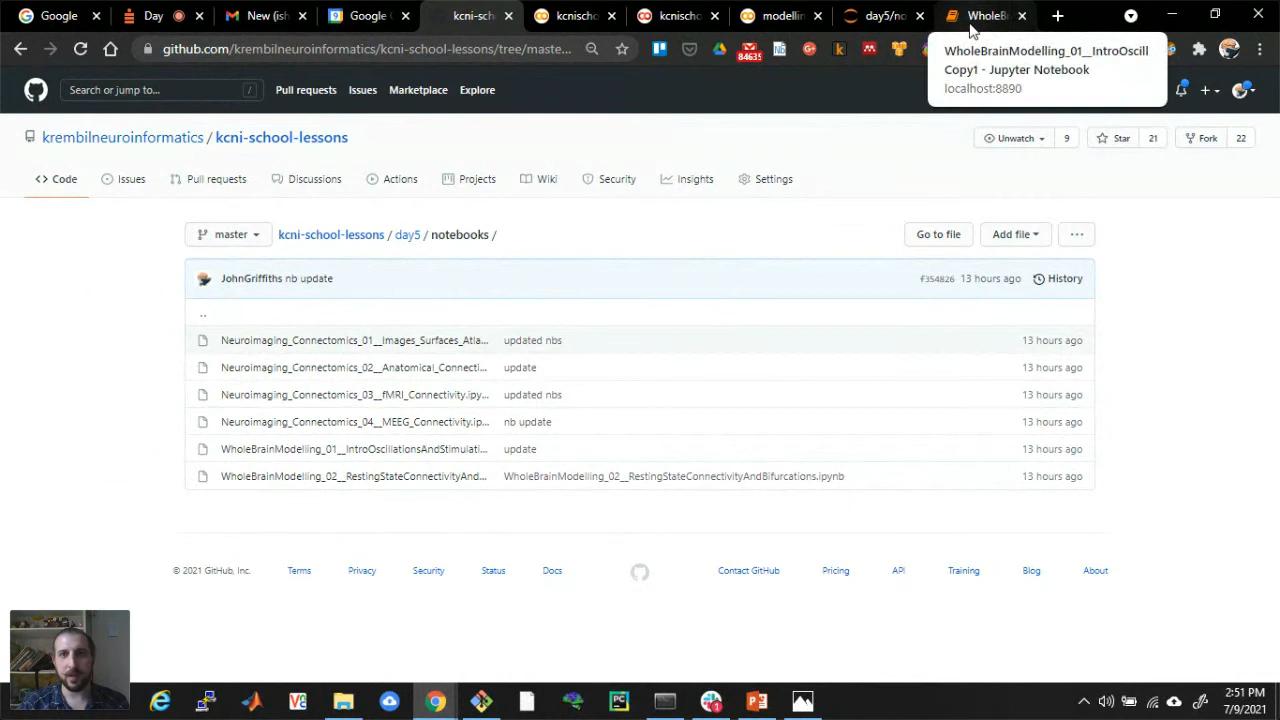 Google
Day
New (ish
Google
kcni-sch
kcnischo
kcnischo
modellin
day5/no
WholeBr
github.com/krembilneuroinformatics/kcni-school-lessons/tree/maste...
84635
WholeBrainModelling_01__IntroOscill
Copy1 - Jupyter Notebook
localhost:8890
Search or jump to...
/
Pull requests
Issues
Marketplace
Explore
krembilneuroinformatics / kcni-school-lessons
Unwatch
9
Star
21
Fork
22
Code
Issues
Pull requests
Discussions
Actions
Projects
Wiki
Security
Insights
Settings
master
kcni-school-lessons / day5 / notebooks /
Go to file
Add file
...
JohnGriffiths nb update
f354826 13 hours ago
History
..
Neuroimaging_Connectomics_01__Images_Surfaces_Atla... updated nbs 13 hours ago
Neuroimaging_Connectomics_02__Anatomical_Connecti... update 13 hours ago
Neuroimaging_Connectomics_03__fMRI_Connectivity.ipy... updated nbs 13 hours ago
Neuroimaging_Connectomics_04__MEEG_Connectivity.ip... nb update 13 hours ago
WholeBrainModelling_01__IntroOscillationsAndStimulati... update 13 hours ago
WholeBrainModelling_02__RestingStateConnectivityAnd... WholeBrainModelling_02__RestingStateConnectivityAndBifurcations.ipynb 13 hours ago
© 2021 GitHub, Inc.
Terms
Privacy
Security
Status
Docs
Contact GitHub
Pricing
API
Training
Blog
About
2:51 PM
7/9/2021